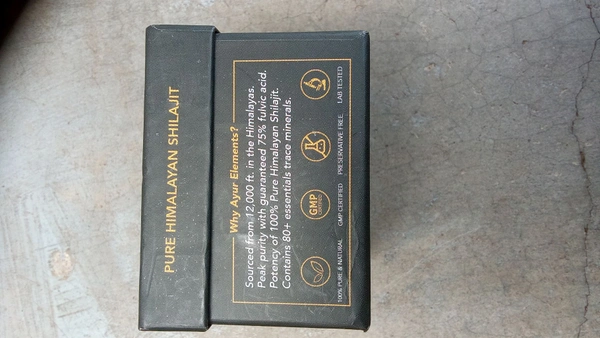 PURE HIMALAYAN SHILAJIT
Why Ayur Elements?
Sourced from 12,000 ft. in the Himalayas.
Peak purity with guaranteed 75% fulvic acid.
Potency of 100% Pure Himalayan Shilajit.
Contains 80+ essentials trace minerals.
GMP
100% PURE & NATURAL
GMP CERTIFIED
PRESERVATIVE FREE
LAB TESTED